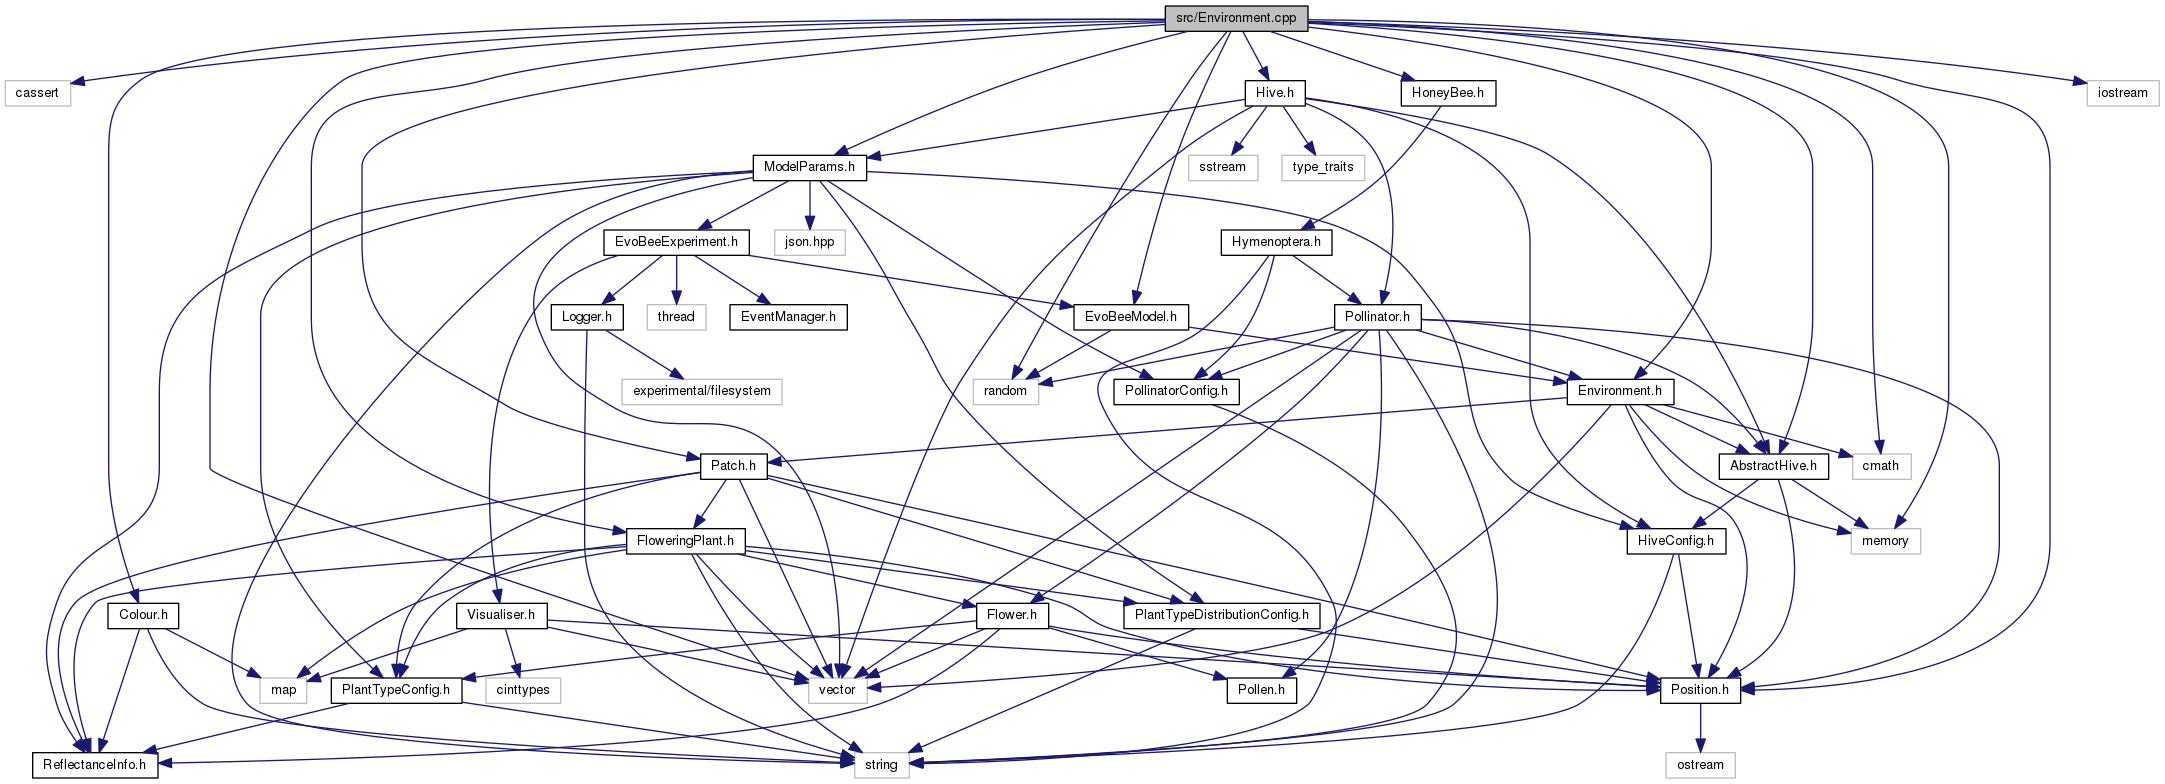 src/Environment.cpp
cassert
Hive.h
HoneyBee.h
iostream
ModelParams.h
sstream
type_traits
EvoBeeExperiment.h
json.hpp
Hymenoptera.h
Logger.h
thread
EventManager.h
EvoBeeModel.h
Pollinator.h
experimental/filesystem
random
PollinatorConfig.h
Environment.h
Patch.h
AbstractHive.h
cmath
FloweringPlant.h
HiveConfig.h
memory
Colour.h
Visualiser.h
Flower.h
PlantTypeDistributionConfig.h
map
PlantTypeConfig.h
cinttypes
vector
Pollen.h
Position.h
ReflectanceInfo.h
string
ostream